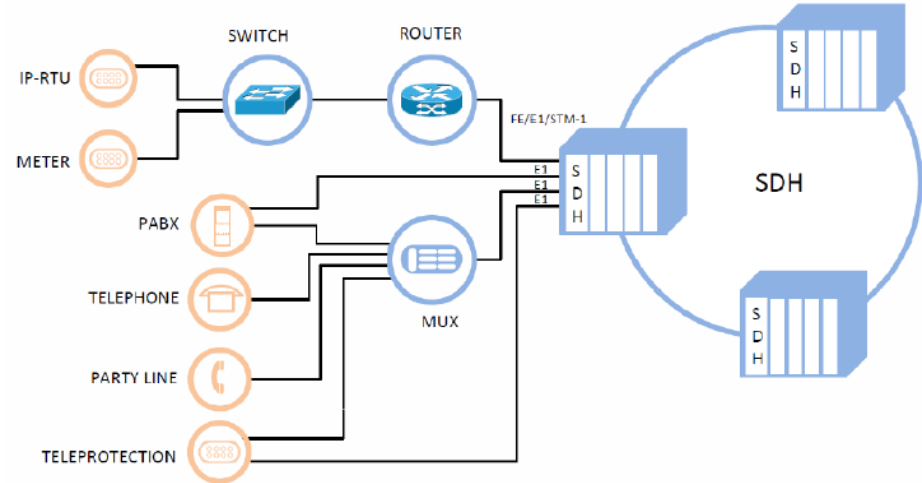 SWITCH
ROUTER
IP-RTU
METER
FE/E1/STM-1
E1
E1
E1
PABX
TELEPHONE
MUX
PARTY LINE
TELEPROTECTION
S
D
H
S
D
H
SDH
S
D
H